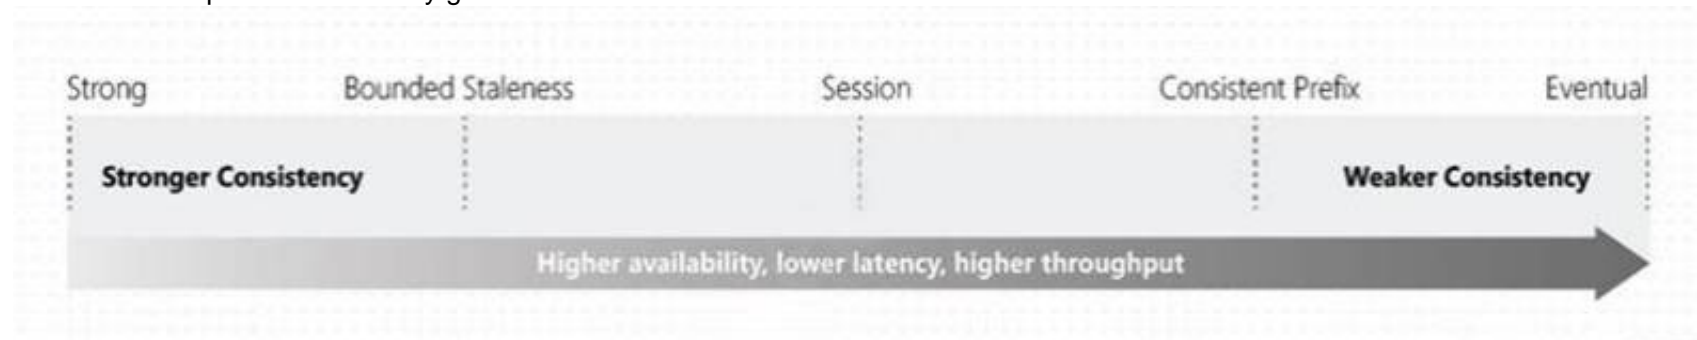 Strong Bounded Staleness Session Consistent Prefix Eventual
Stronger Consistency Weaker Consistency
Higher availability, lower latency, higher throughput